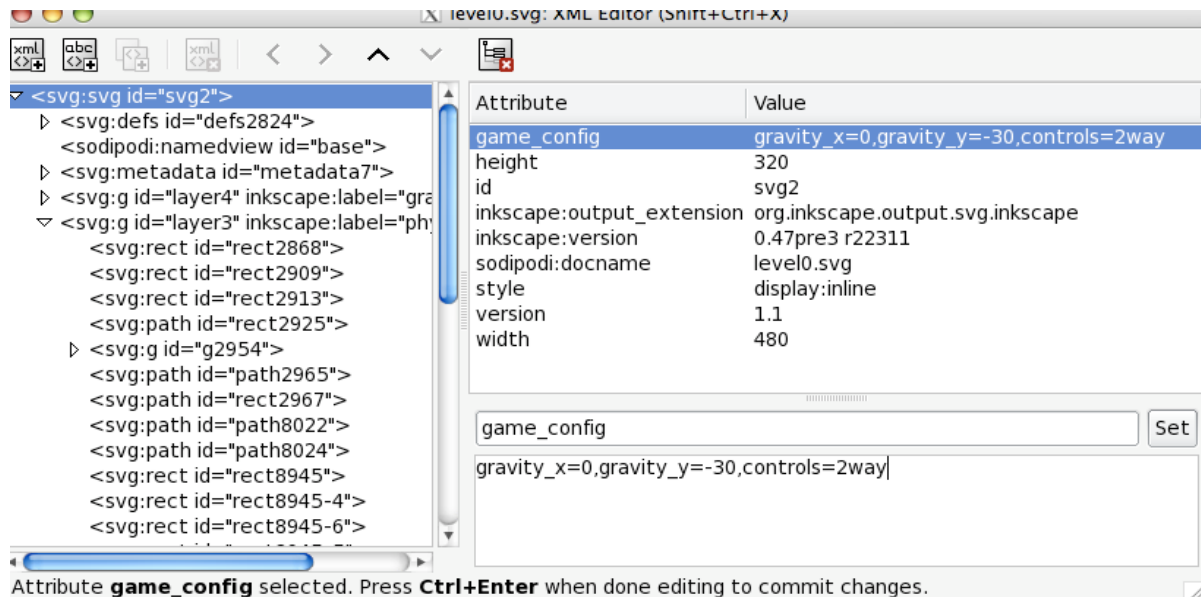 level0.svg: XML Editor (Shift+Ctrl+X)
xml
abc
xml
<svg:svg id="svg2">
<svg:defs id="defs2824">
<sodipodi:namedview id="base">
<svg:metadata id="metadata7">
<svg:g id="layer4" inkscape:label="gra
<svg:g id="layer3" inkscape:label="ph
<svg:rect id="rect2868">
<svg:rect id="rect2909">
<svg:rect id="rect2913">
<svg:path id="rect2925">
<svg:g id="g2954">
<svg:path id="path2965">
<svg:path id="rect2967">
<svg:path id="path8022">
<svg:path id="path8024">
<svg:rect id="rect8945">
<svg:rect id="rect8945-4">
<svg:rect id="rect8945-6">
Attribute Value
game_config gravity_x=0,gravity_y=-30,controls=2way
height 320
id svg2
inkscape:output_extension org.inkscape.output.svg.inkscape
inkscape:version 0.47pre3 r22311
sodipodi:docname level0.svg
style display:inline
version 1.1
width 480
game_config Set
gravity_x=0,gravity_y=-30,controls=2way
Attribute game_config selected. Press Ctrl+Enter when done editing to commit changes.